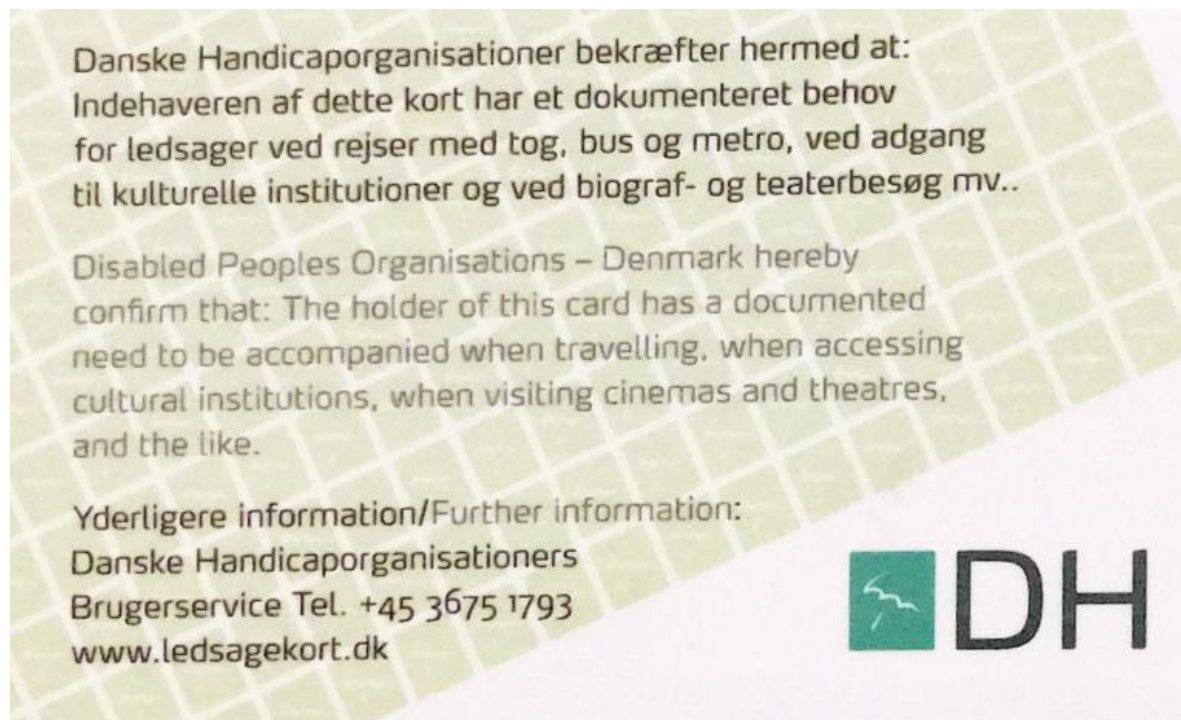 Danske Handicaporganisationer bekræfter hermed at:
Indehaveren af dette kort har et dokumenteret behov
for ledsager ved rejser med tog, bus og metro, ved adgang
til kulturelle institutioner og ved biograf- og teaterbesøg mv..
Disabled Peoples Organisations – Denmark hereby
confirm that: The holder of this card has a documented
need to be accompanied when travelling, when accessing
cultural institutions, when visiting cinemas and theatres,
and the like.
Yderligere information/Further information:
Danske Handicaporganisationers
Brugerservice Tel. +45 3675 1793
www.ledsagekort.dk
DH